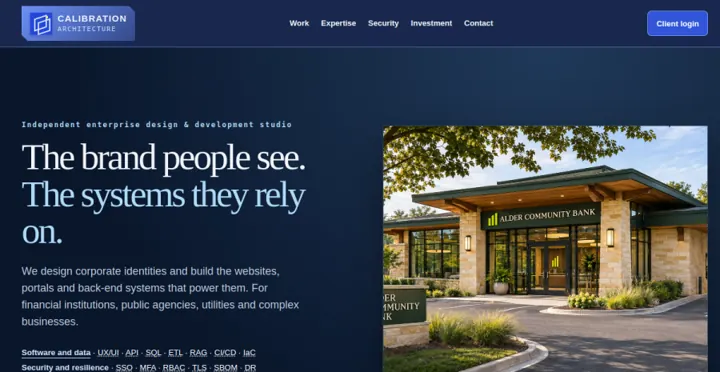 CALIBRATION
ARCHITECTURE
Work Expertise Security Investment Contact
Client login
Independent enterprise design & development studio
The brand people see.
The systems they rely
on.
We design corporate identities and build the websites,
portals and back-end systems that power them. For
financial institutions, public agencies, utilities and complex
businesses.
Software and data · UX/UI · API · SQL · ETL · RAG · CI/CD · IaC
Security and resilience · SSO · MFA · RBAC · TLS · SBOM · DR
ALDER COMMUNITY BANK
DER
MMUNITY
NK